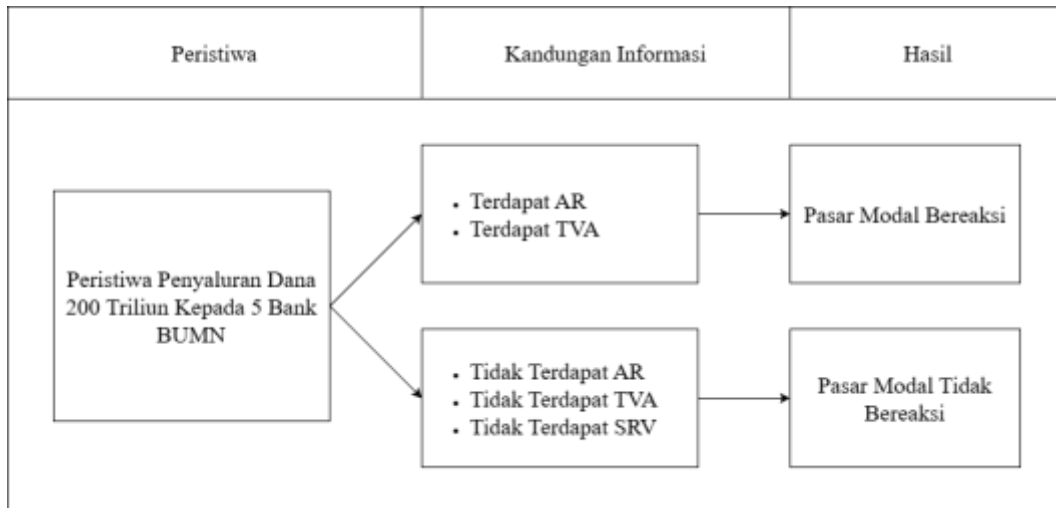 Peristiwa
Kandungan Informasi
Hasil
Peristiwa Penyaluran Dana
200 Triliun Kepada 5 Bank
BUMN
• Terdapat AR
• Terdapat TVA
Pasar Modal Bereaksi
• Tidak Terdapat AR
• Tidak Terdapat TVA
• Tidak Terdapat SRV
Pasar Modal Tidak
Bereaksi